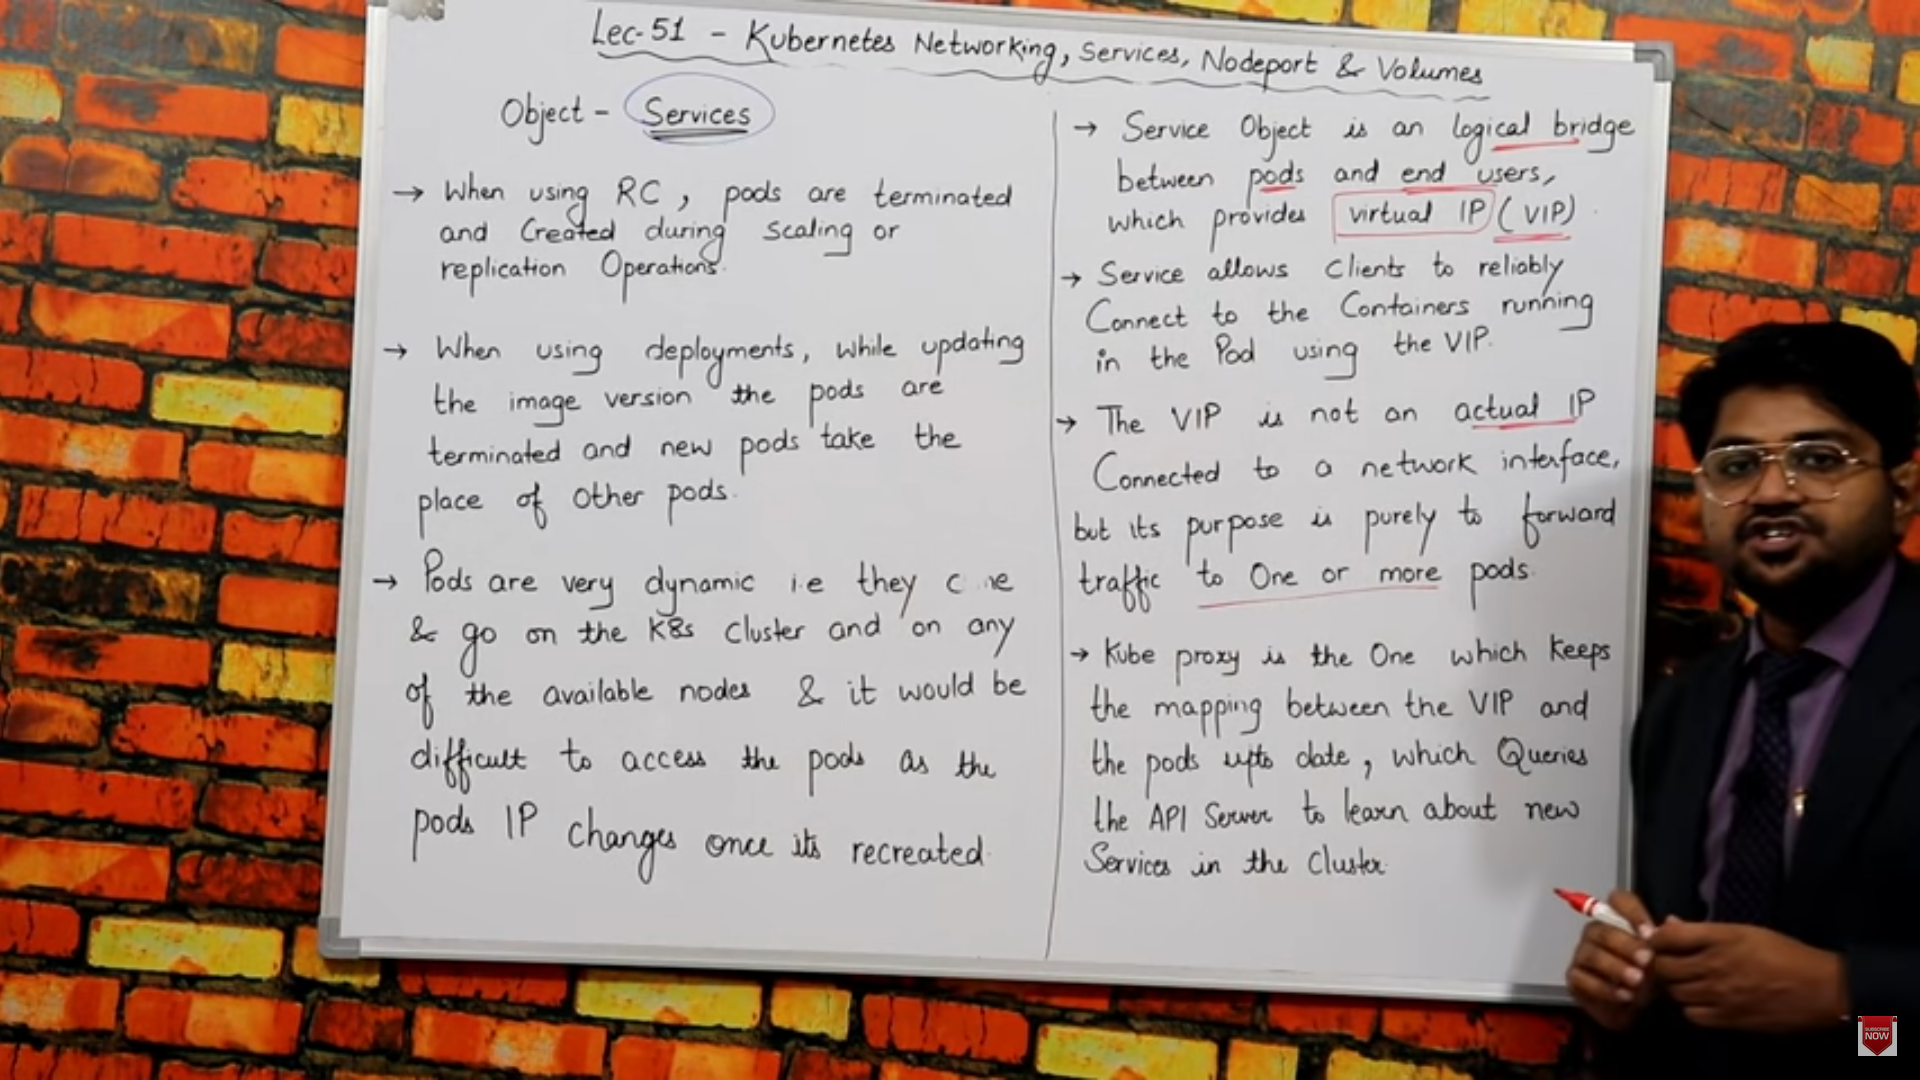 Lec-51 - Kubernetes Networking, Services, Nodeport & Volumes
Object - Services
→ When using RC, pods are terminated
and Created during Scaling or
replication Operations.
→ When using deployments, while updating
the image version the pods are
terminated and new pods take the
place of other pods.
→ Pods are very dynamic i.e they
& go on the K8s Cluster and on any
of the available nodes & it would be
difficult to access the pods as the
pods IP changes once its recreated.
→ Service Object is an logical bridge
between pods and end users,
which provides virtual IP (VIP).
→ Service allows Clients to reliably
Connect to the Containers running
in the Pod using the VIP.
→ The VIP is not an actual IP
Connected to a network interface,
but its purpose is purely to forward
traffic to One or more pods.
→ Kube proxy is the One which Keeps
the mapping between the VIP and
the pods upto date, which Queries
the API Server to learn about new
Services in the Cluster.
SUBSCRIBE
NOW